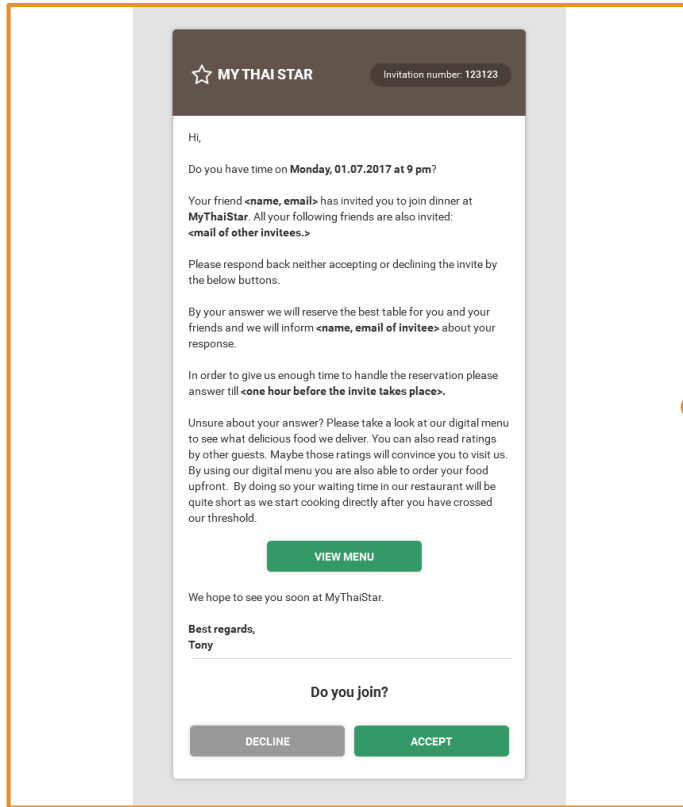 MY THAI STAR
Invitation number: 123123
Hi,
Do you have time on Monday, 01.07.2017 at 9 pm?
Your friend <name, email> has invited you to join dinner at
MyThaiStar. All your following friends are also invited:
<mail of other invitees.>
Please respond back neither accepting or declining the invite by
the below buttons.
By your answer we will reserve the best table for you and your
friends and we will inform <name, email of invitee> about your
response.
In order to give us enough time to handle the reservation please
answer till <one hour before the invite takes place>.
Unsure about your answer? Please take a look at our digital menu
to see what delicious food we deliver. You can also read ratings
by other guests. Maybe those ratings will convince you to visit us.
By using our digital menu you are also able to order your food
upfront.  By doing so your waiting time in our restaurant will be
quite short as we start cooking directly after you have crossed
our threshold.
VIEW MENU
We hope to see you soon at MyThaiStar.
Best regards,
Tony
Do you join?
DECLINE
ACCEPT